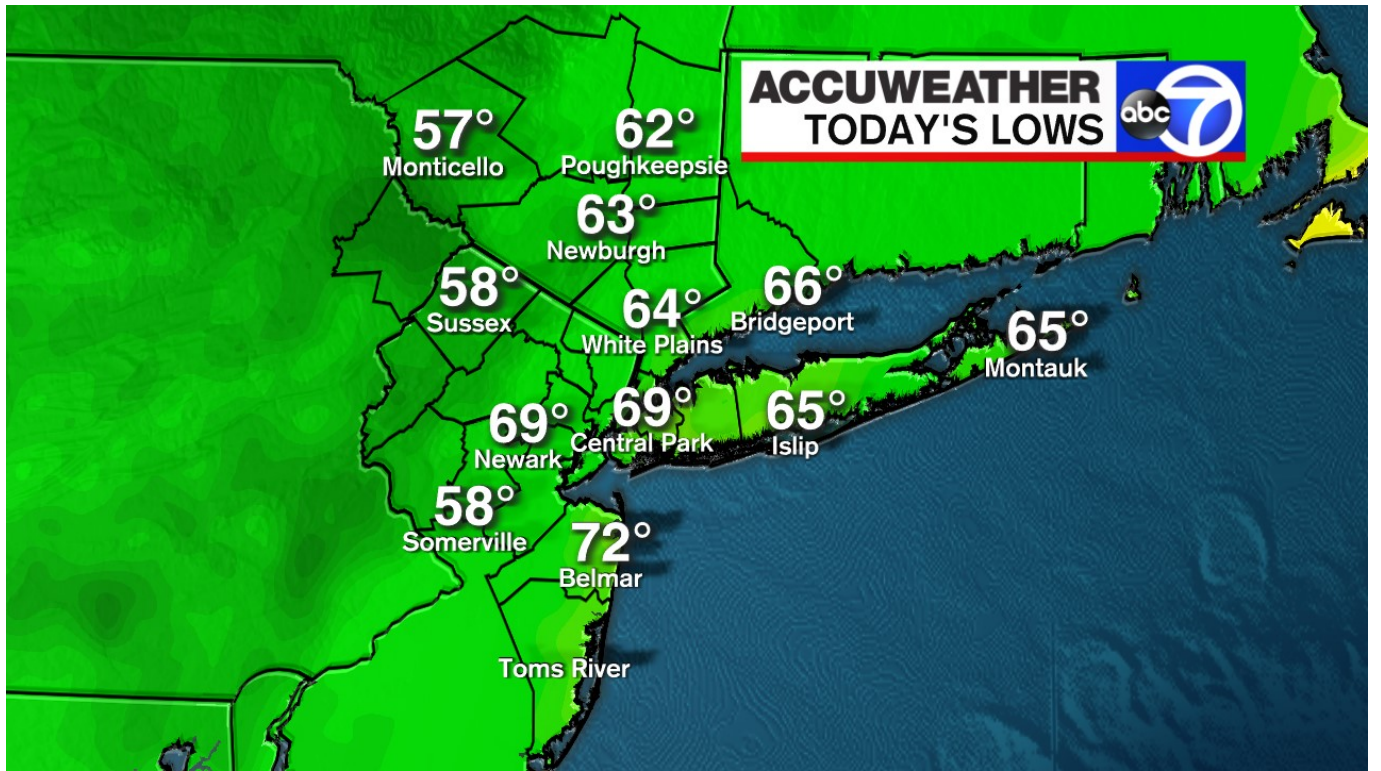 ACCUWEATHER
TODAY'S LOWS
abc 7
57°
Monticello
62°
Poughkeepsie
63°
Newburgh
58°
Sussex
64°
White Plains
66°
Bridgeport
65°
Montauk
69°
Newark
69°
Central Park
65°
Islip
58°
Somerville
72°
Belmar
Toms River